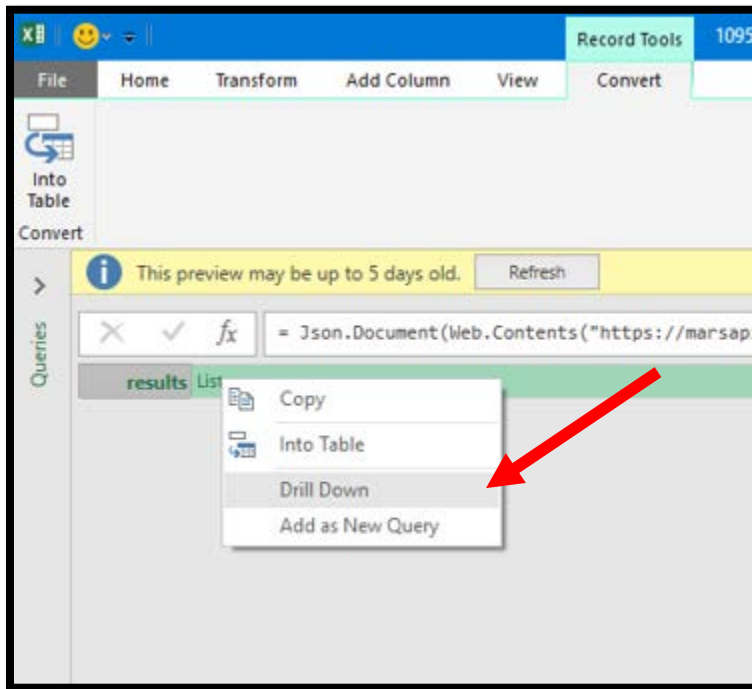 Record Tools 1095
File Home Transform Add Column View Convert
Into
Table
Convert
This preview may be up to 5 days old. Refresh
fx = Json.Document(Web.Contents("https://marsap
Queries
results List
Copy
Into Table
Drill Down
Add as New Query